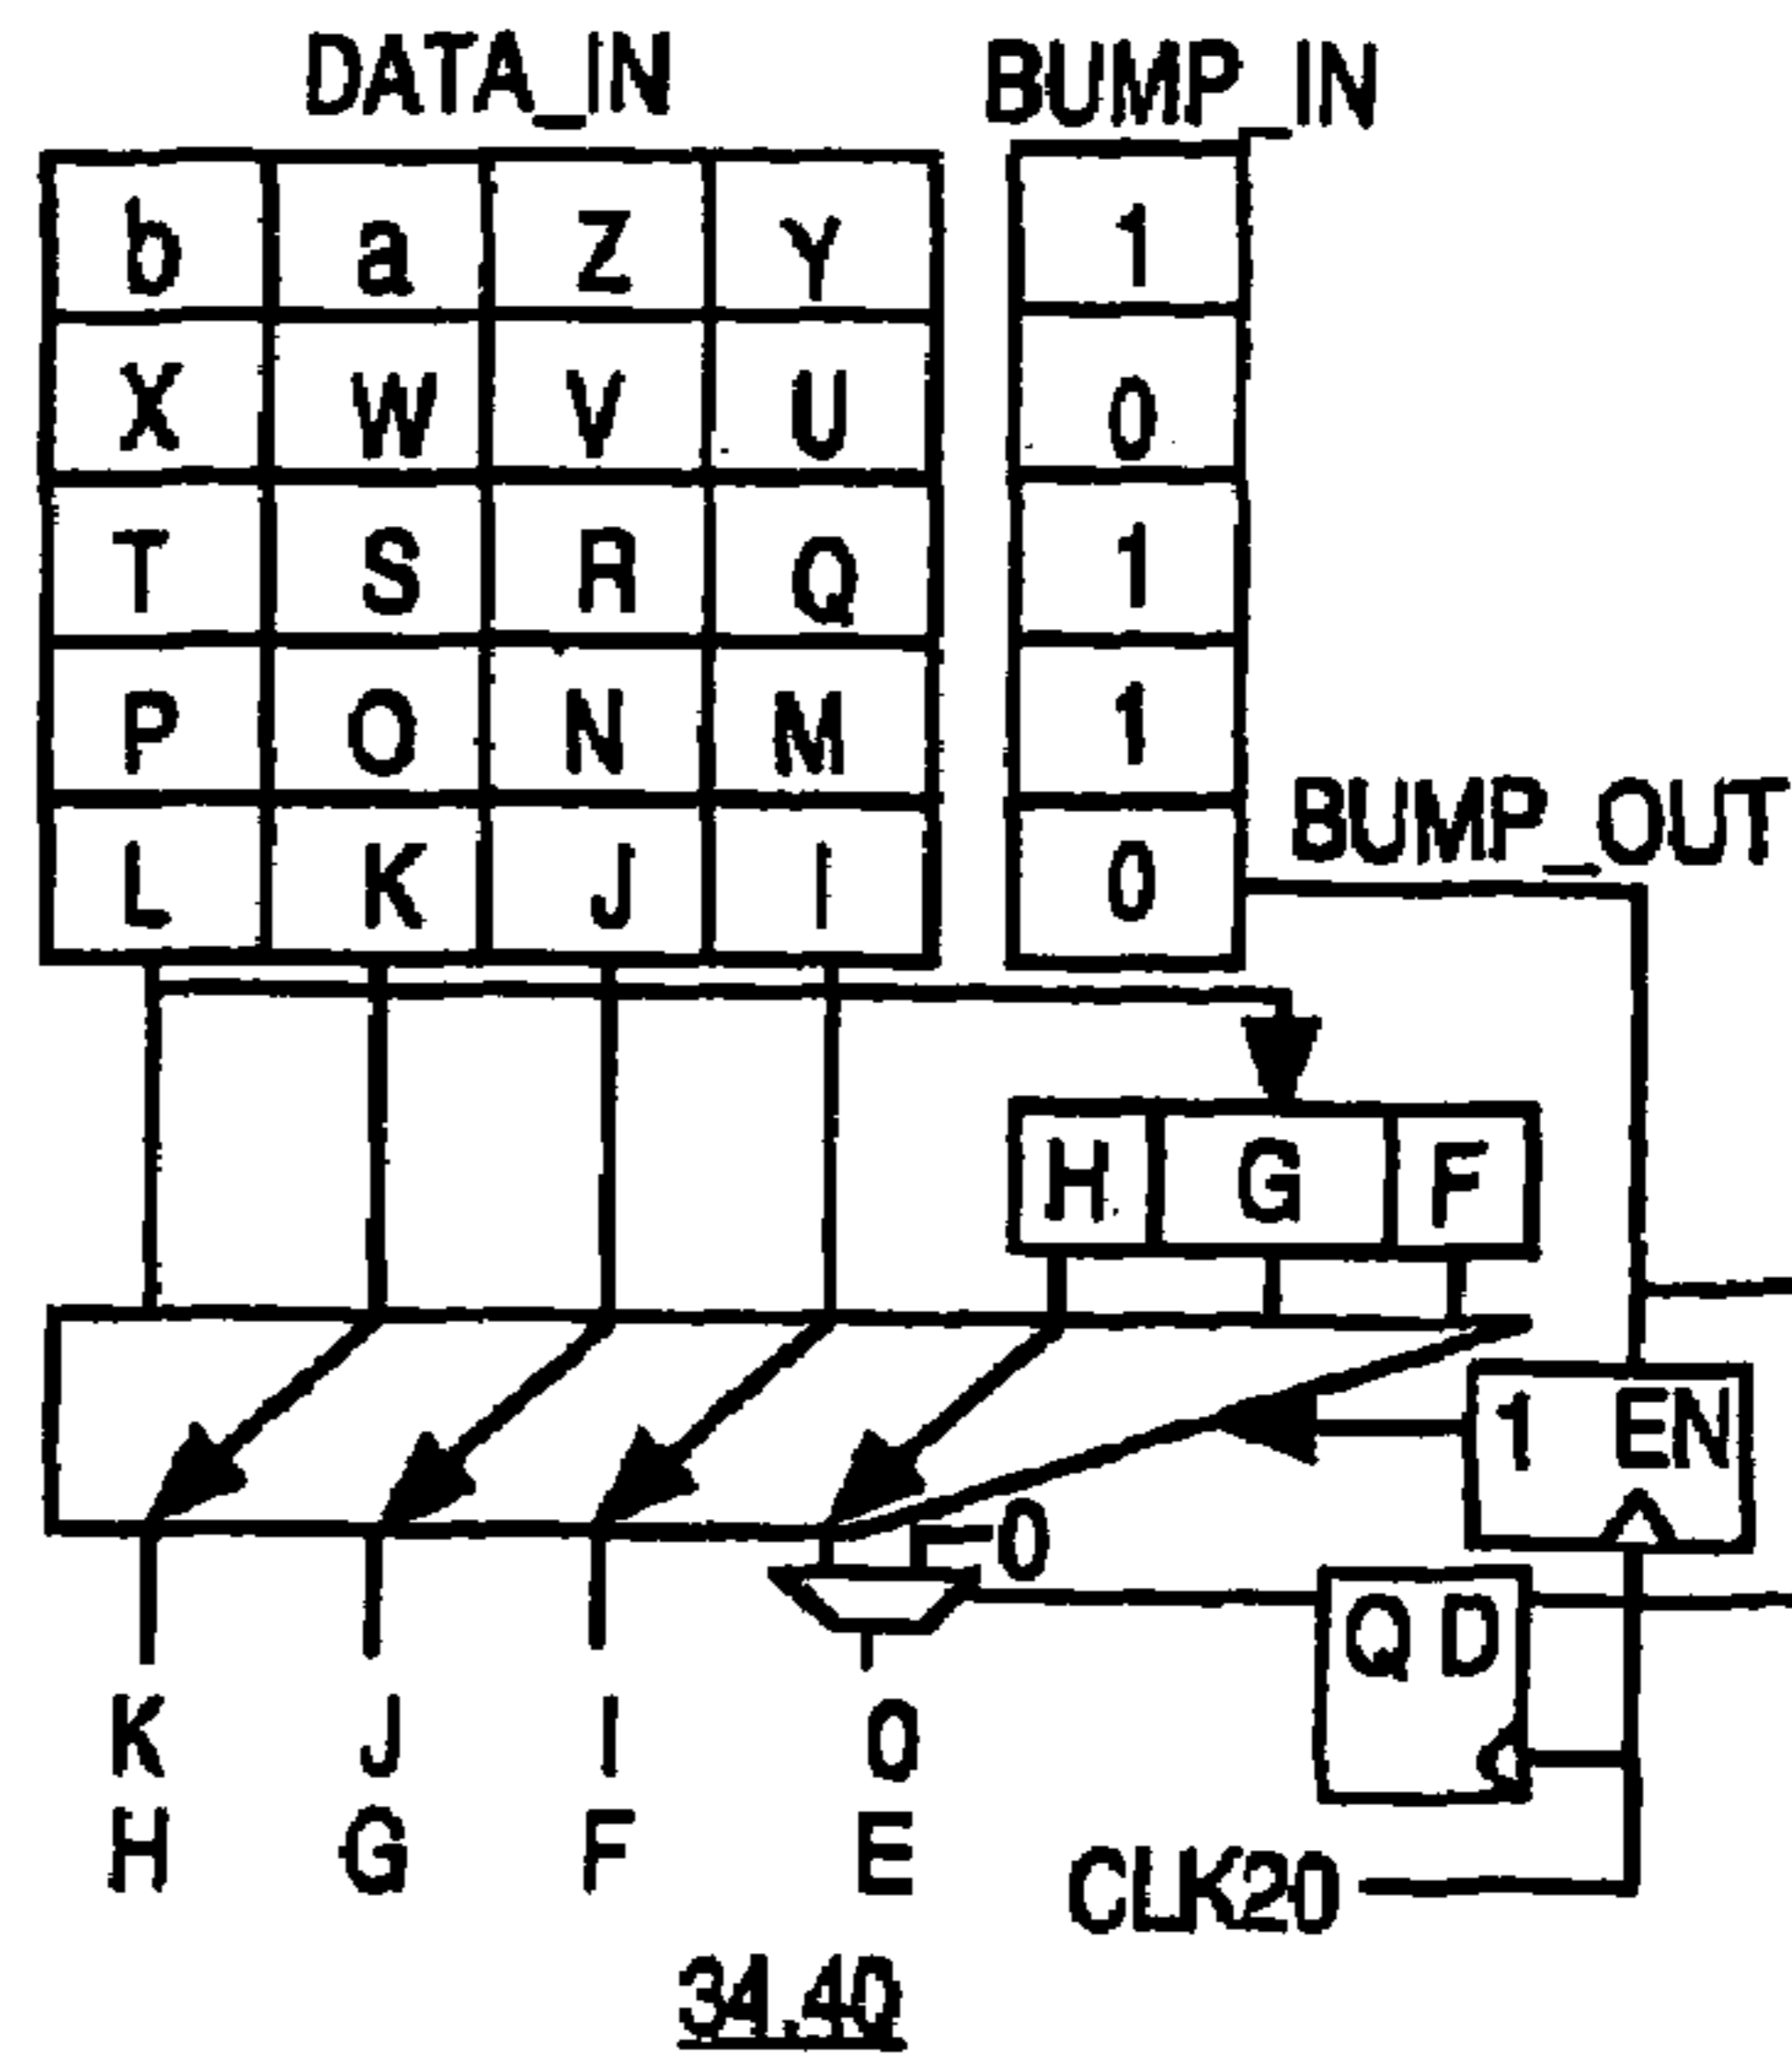 DATA_IN BUMP_IN
b a Z Y 1
X W V U 0
T S R Q 1
P O N M 1
BUMP_OUT
L K J I 0
H G F
1 EN
0
Q D
K J I 0
H G F E
CLK20
34.40